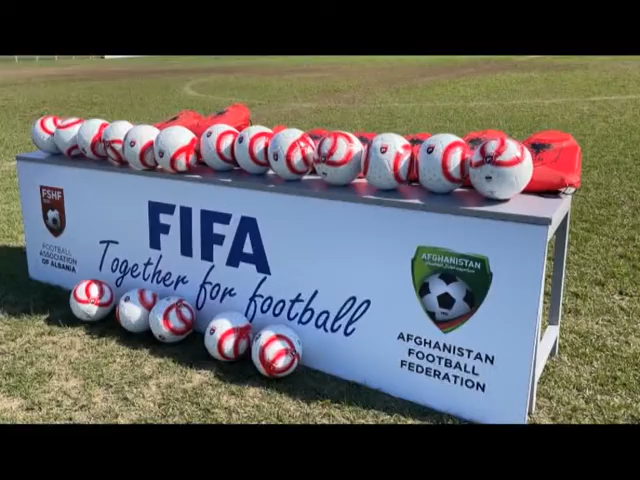 FSHF
FOOTBALL
ASSOCIATION
OF ALBANIA
FIFA
Together for football
AFGHANISTAN
AFGHANISTAN
FOOTBALL
FEDERATION